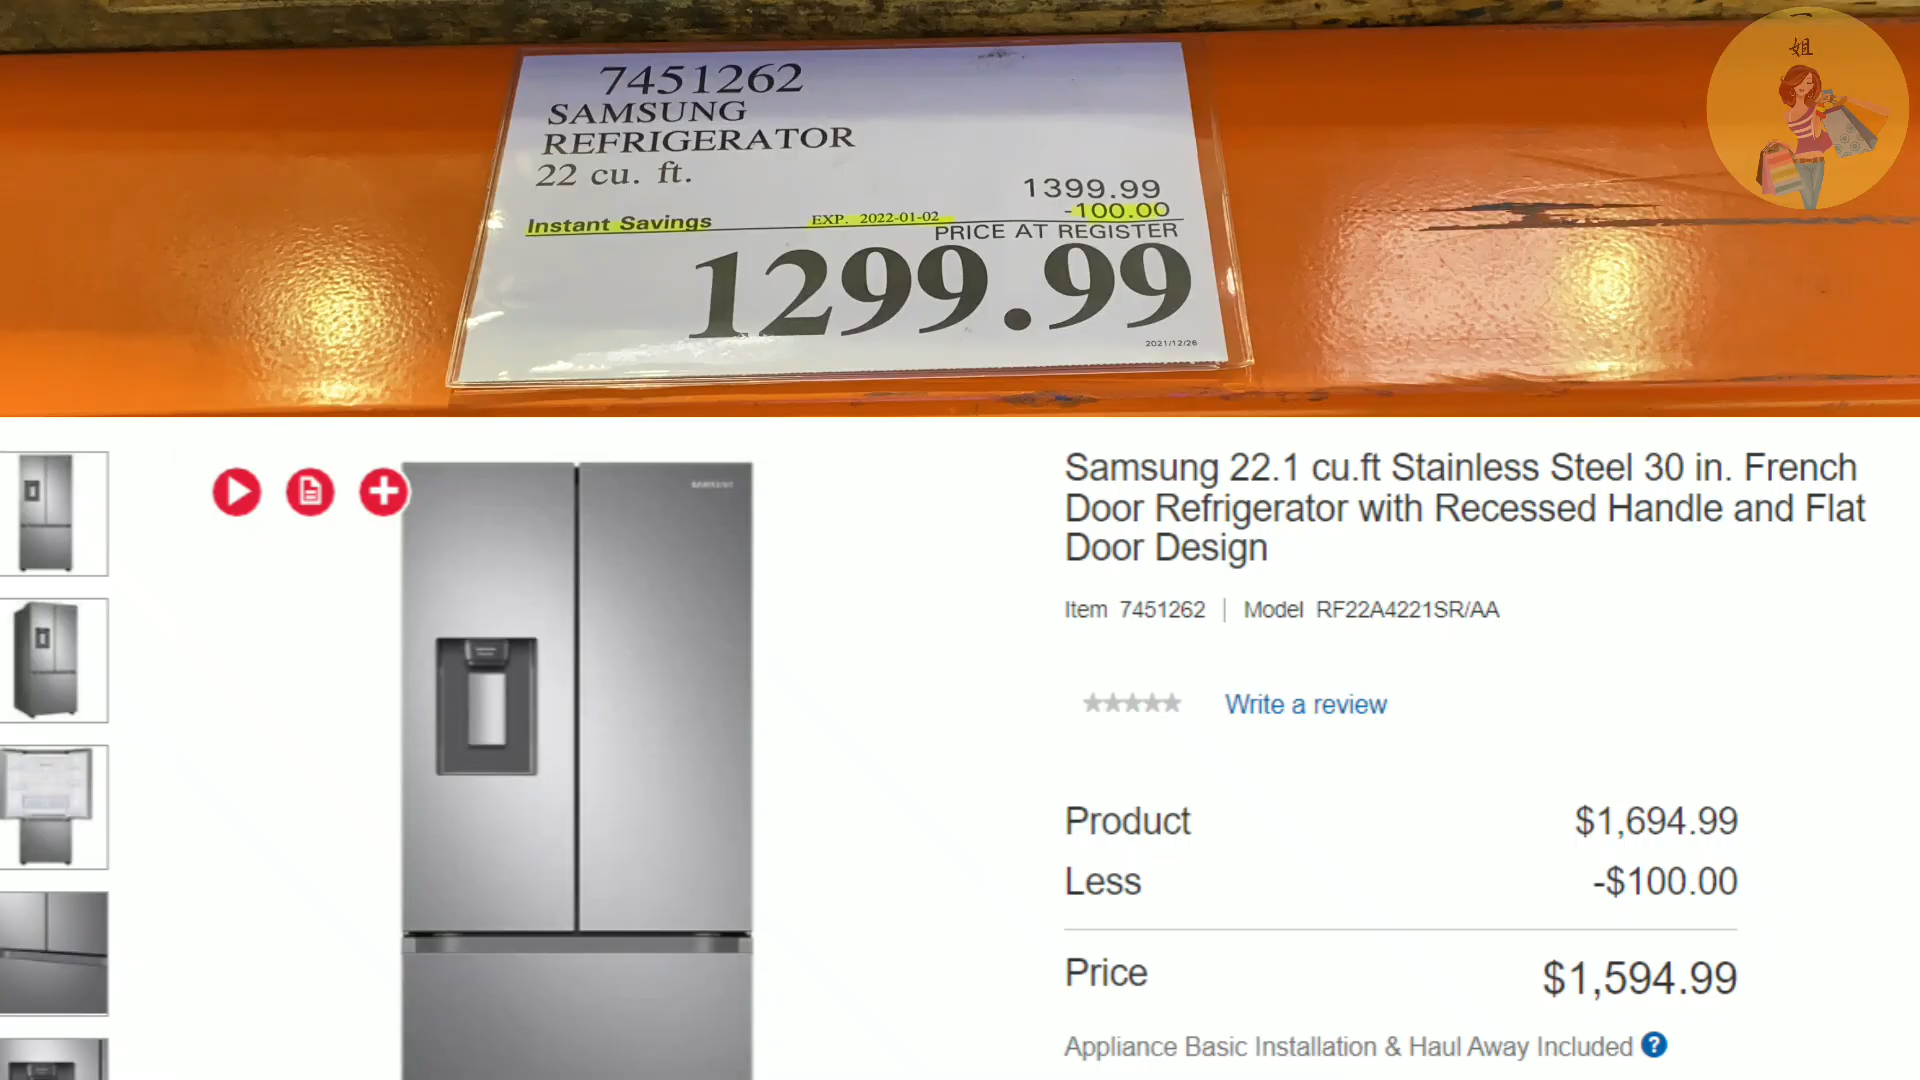 7451262
SAMSUNG
REFRIGERATOR
22 cu. ft.
1399.99
Instant Savings EXP. 2022-01-02 -100.00
PRICE AT REGISTER
1299.99
2021/12/26
一
姐
SAMSUNG
Samsung 22.1 cu.ft Stainless Steel 30 in. French
Door Refrigerator with Recessed Handle and Flat
Door Design
Item 7451262 | Model RF22A4221SR/AA
Write a review
Product $1,694.99
Less -$100.00
Price $1,594.99
Appliance Basic Installation & Haul Away Included ?